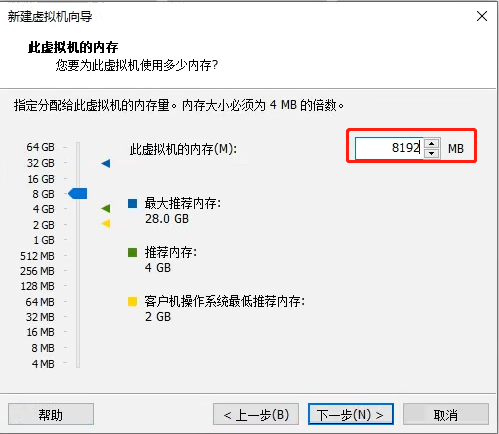 新建虚拟机向导
此虚拟机的内存
您要为此虚拟机使用多少内存?
指定分配给此虚拟机的内存量。内存大小必须为 4 MB 的倍数。
64 GB
32 GB
16 GB
8 GB
4 GB
2 GB
1 GB
512 MB
256 MB
128 MB
64 MB
32 MB
16 MB
8 MB
4 MB
此虚拟机的内存(M): 8192 MB
最大推荐内存:
28.0 GB
推荐内存:
4 GB
客户机操作系统最低推荐内存:
2 GB
帮助 < 上一步(B) 下一步(N) > 取消